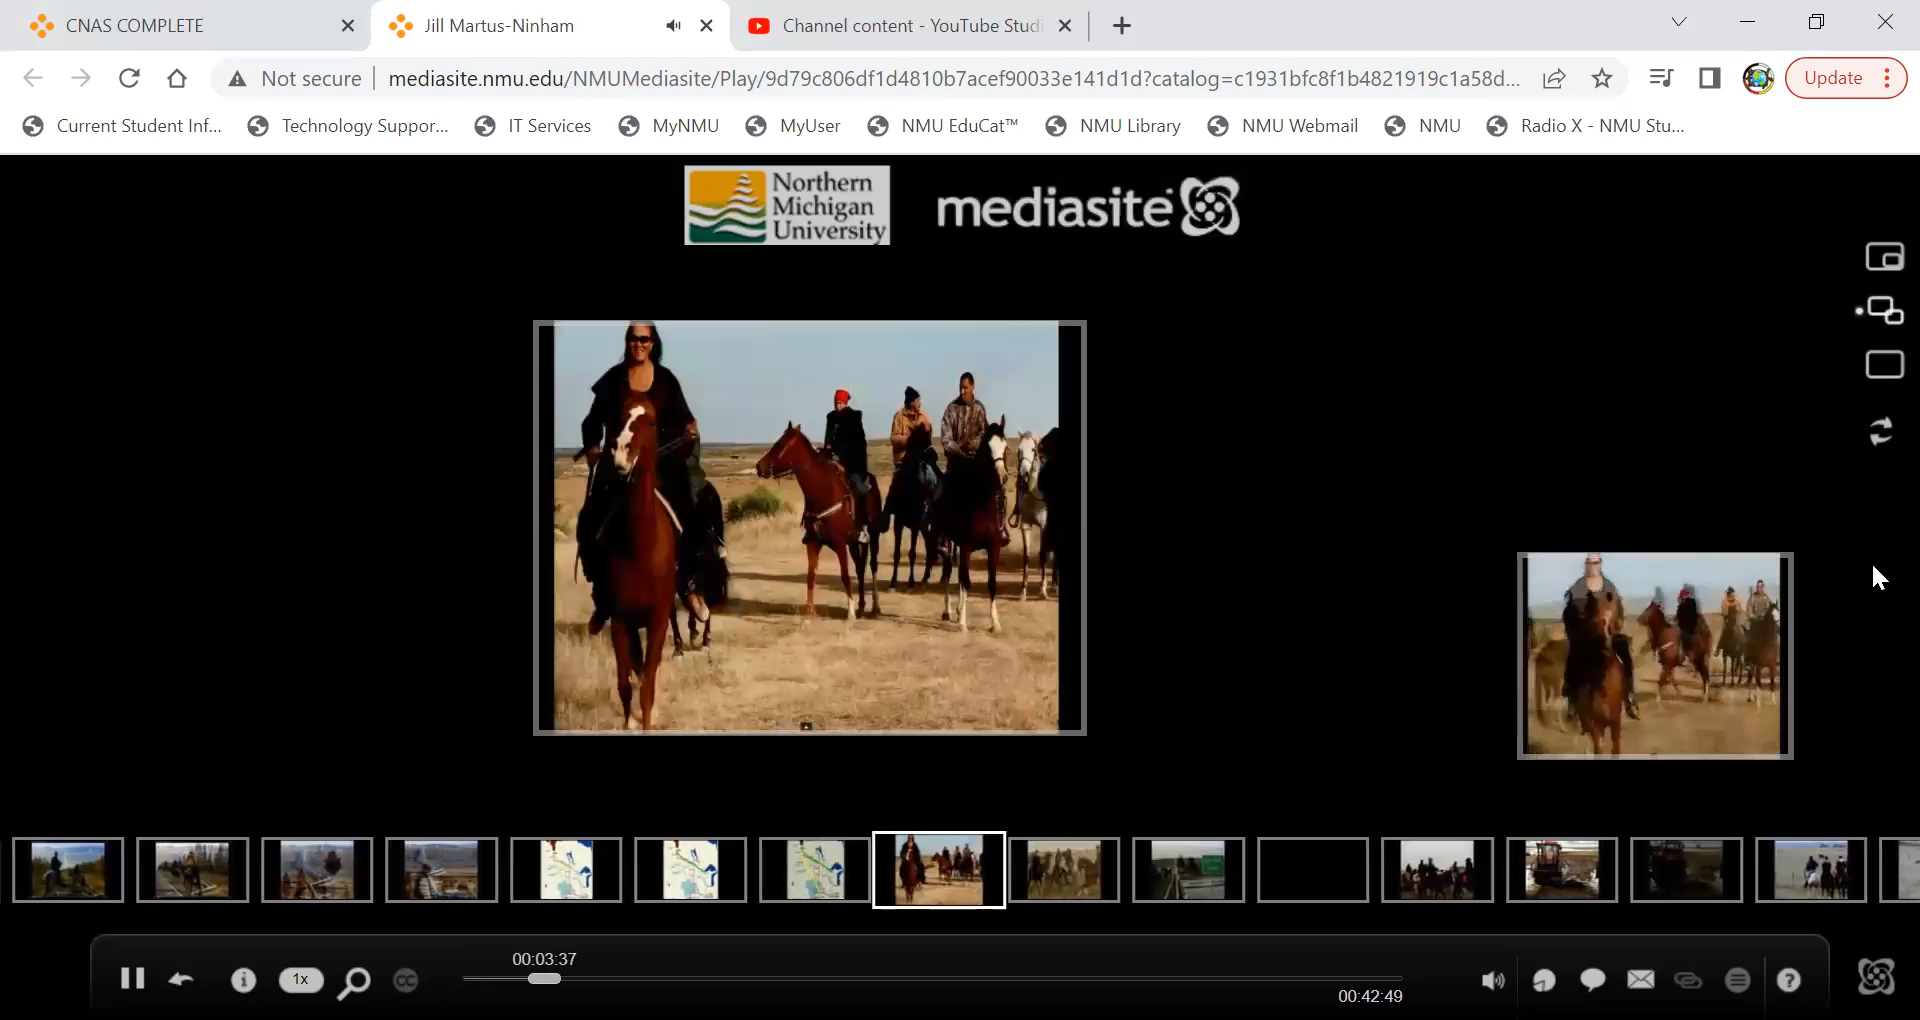 CNAS COMPLETE
Jill Martus-Ninham
Channel content - YouTube Studi
Not secure
mediasite.nmu.edu/NMUMediasite/Play/9d79c806df1d4810b7acef90033e141d1d?catalog=c1931bfc8f1b4821919c1a58d...
Update
Current Student Inf...
Technology Suppor...
IT Services
MyNMU
MyUser
NMU EduCat™
NMU Library
NMU Webmail
NMU
Radio X - NMU Stu...
Northern
Michigan
University
mediasite
00:03:37
1x
CC
00:42:49